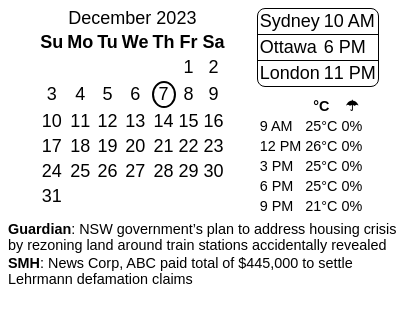 December 2023
Su Mo Tu We Th Fr Sa
1 2
3 4 5 6 7 8 9
10 11 12 13 14 15 16
17 18 19 20 21 22 23
24 25 26 27 28 29 30
31
Sydney 10 AM
Ottawa 6 PM
London 11 PM
°C ☂
9 AM 25°C 0%
12 PM 26°C 0%
3 PM 25°C 0%
6 PM 25°C 0%
9 PM 21°C 0%
Guardian: NSW government’s plan to address housing crisis
by rezoning land around train stations accidentally revealed
SMH: News Corp, ABC paid total of $445,000 to settle
Lehrmann defamation claims